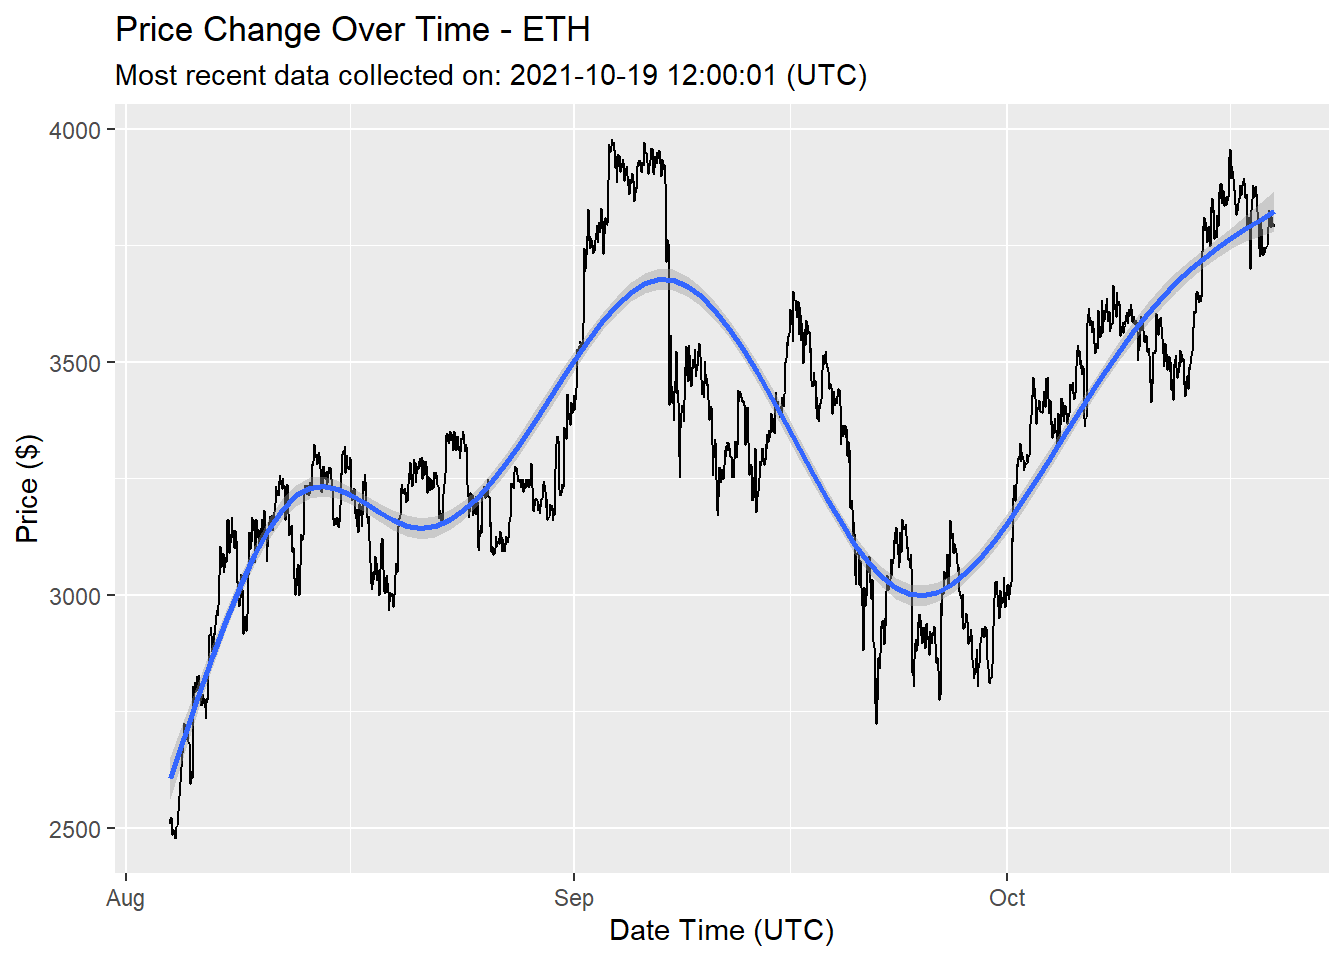 Price Change Over Time - ETH
Most recent data collected on: 2021-10-19 12:00:01 (UTC)
Price ($)
4000
3500
3000
2500
Aug
Sep
Oct
Date Time (UTC)